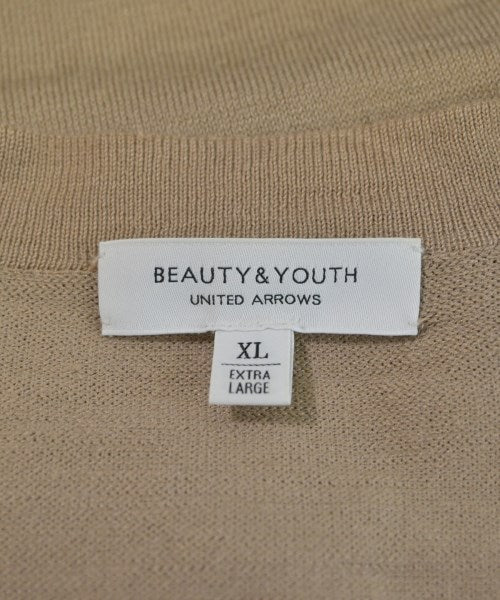 BEAUTY&YOUTH
UNITED ARROWS
XL
EXTRA
LARGE